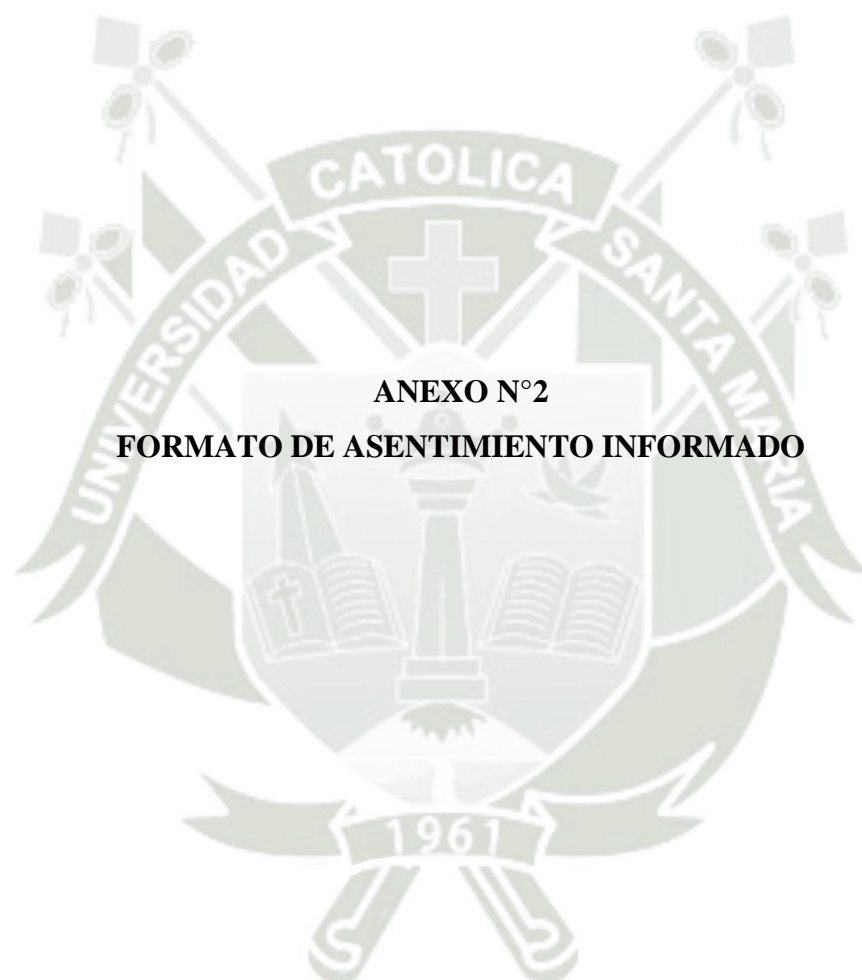 CATOLICA
UNIVERSIDAD
SANTA MARIA
ANEXO N°2
FORMATO DE ASENTIMIENTO INFORMADO
1961